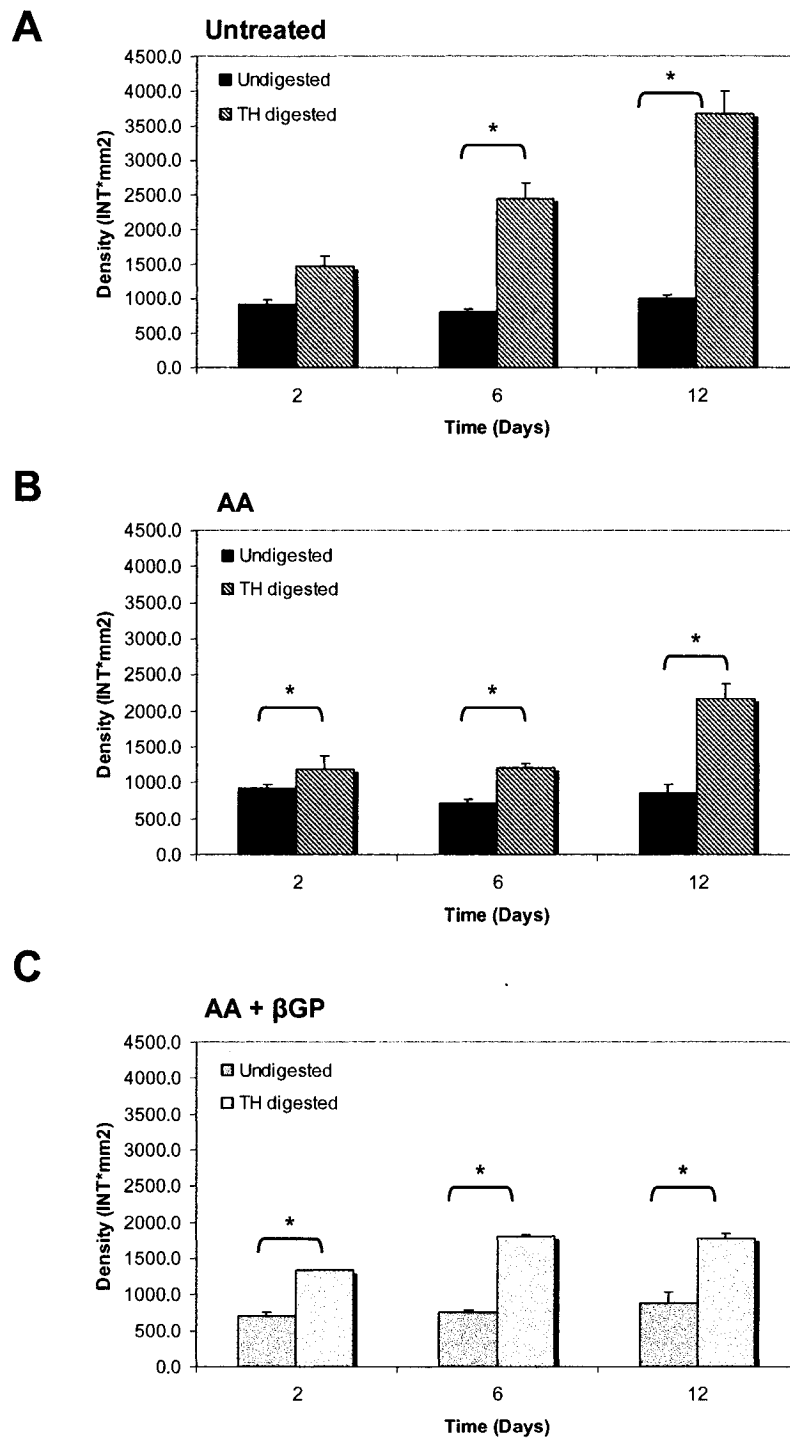 A
Untreated
4500.0
4000.0
3500.0
3000.0
2500.0
2000.0
1500.0
1000.0
500.0
0.0
Density (INT*mm2)
Undigested
TH digested
*
*
2
6
12
Time (Days)
B
AA
4500.0
4000.0
3500.0
3000.0
2500.0
2000.0
1500.0
1000.0
500.0
0.0
Density (INT*mm2)
Undigested
TH digested
*
*
*
2
6
12
Time (Days)
C
AA + βGP
4500.0
4000.0
3500.0
3000.0
2500.0
2000.0
1500.0
1000.0
500.0
0.0
Density (INT*mm2)
Undigested
TH digested
*
*
*
2
6
12
Time (Days)